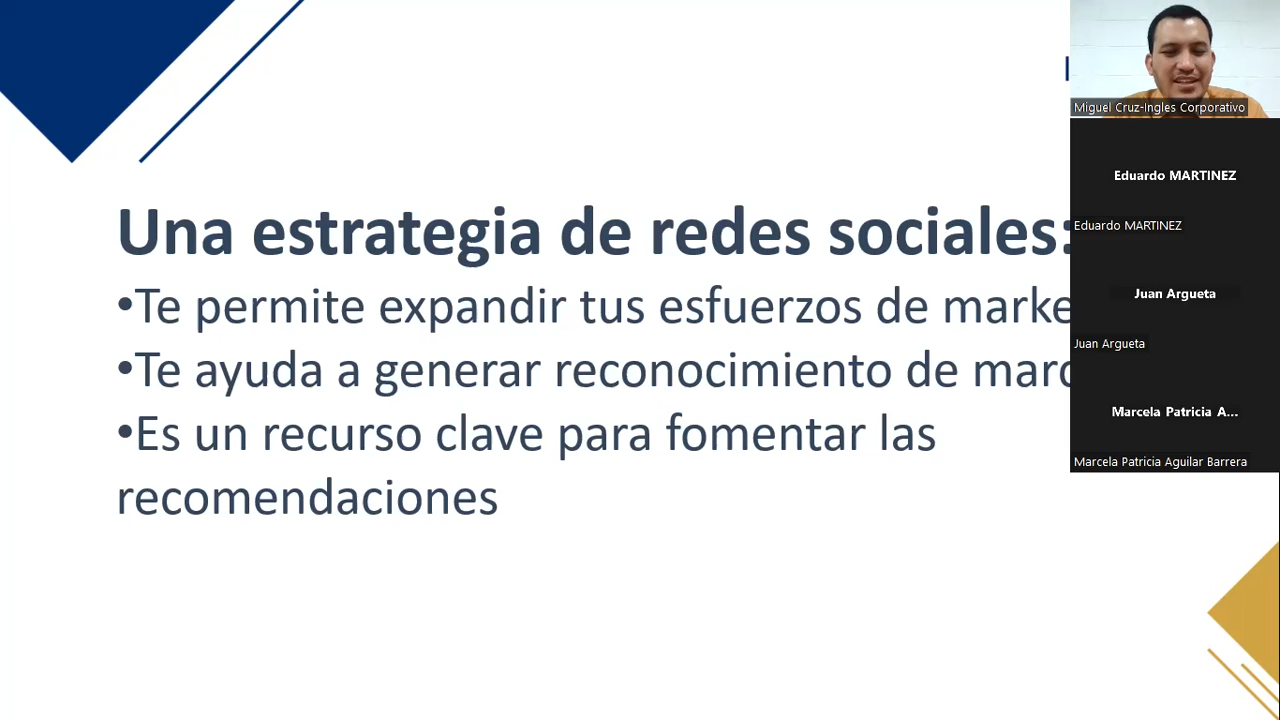 Una estrategia de redes sociales:
•Te permite expandir tus esfuerzos de marke
•Te ayuda a generar reconocimiento de marc
•Es un recurso clave para fomentar las
recomendaciones
Miguel Cruz-Ingles Corporativo
Eduardo MARTINEZ
Eduardo MARTINEZ
Juan Argueta
Juan Argueta
Marcela Patricia A...
Marcela Patricia Aguilar Barrera